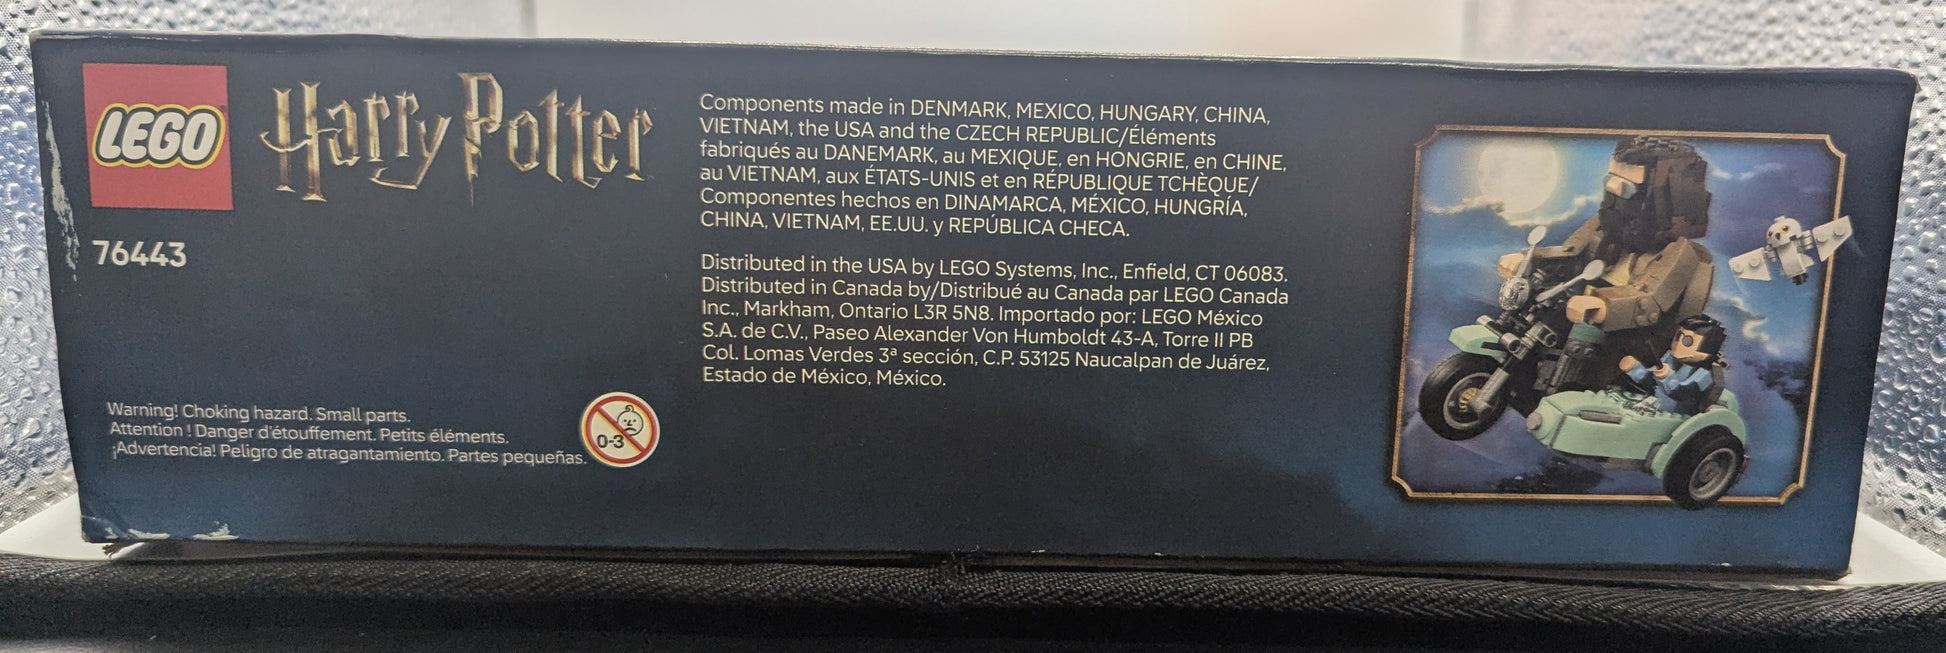 LEGO
Harry Potter
76443
Warning! Choking hazard. Small parts.
Attention ! Danger d'étouffement. Petits éléments.
¡Advertencia! Peligro de atragantamiento. Partes pequeñas.
0-3
Components made in DENMARK, MEXICO, HUNGARY, CHINA,
VIETNAM, the USA and the CZECH REPUBLIC/Éléments
fabriqués au DANEMARK, au MEXIQUE, en HONGRIE, en CHINE,
au VIETNAM, aux ÉTATS-UNIS et en RÉPUBLIQUE TCHÈQUE/
Componentes hechos en DINAMARCA, MÉXICO, HUNGRÍA,
CHINA, VIETNAM, EE.UU. y REPÚBLICA CHECA.
Distributed in the USA by LEGO Systems, Inc., Enfield, CT 06083.
Distributed in Canada by/Distribué au Canada par LEGO Canada
Inc., Markham, Ontario L3R 5N8. Importado por: LEGO México
S.A. de C.V., Paseo Alexander Von Humboldt 43-A, Torre II PB
Col. Lomas Verdes 3ª sección, C.P. 53125 Naucalpan de Juárez,
Estado de México, México.